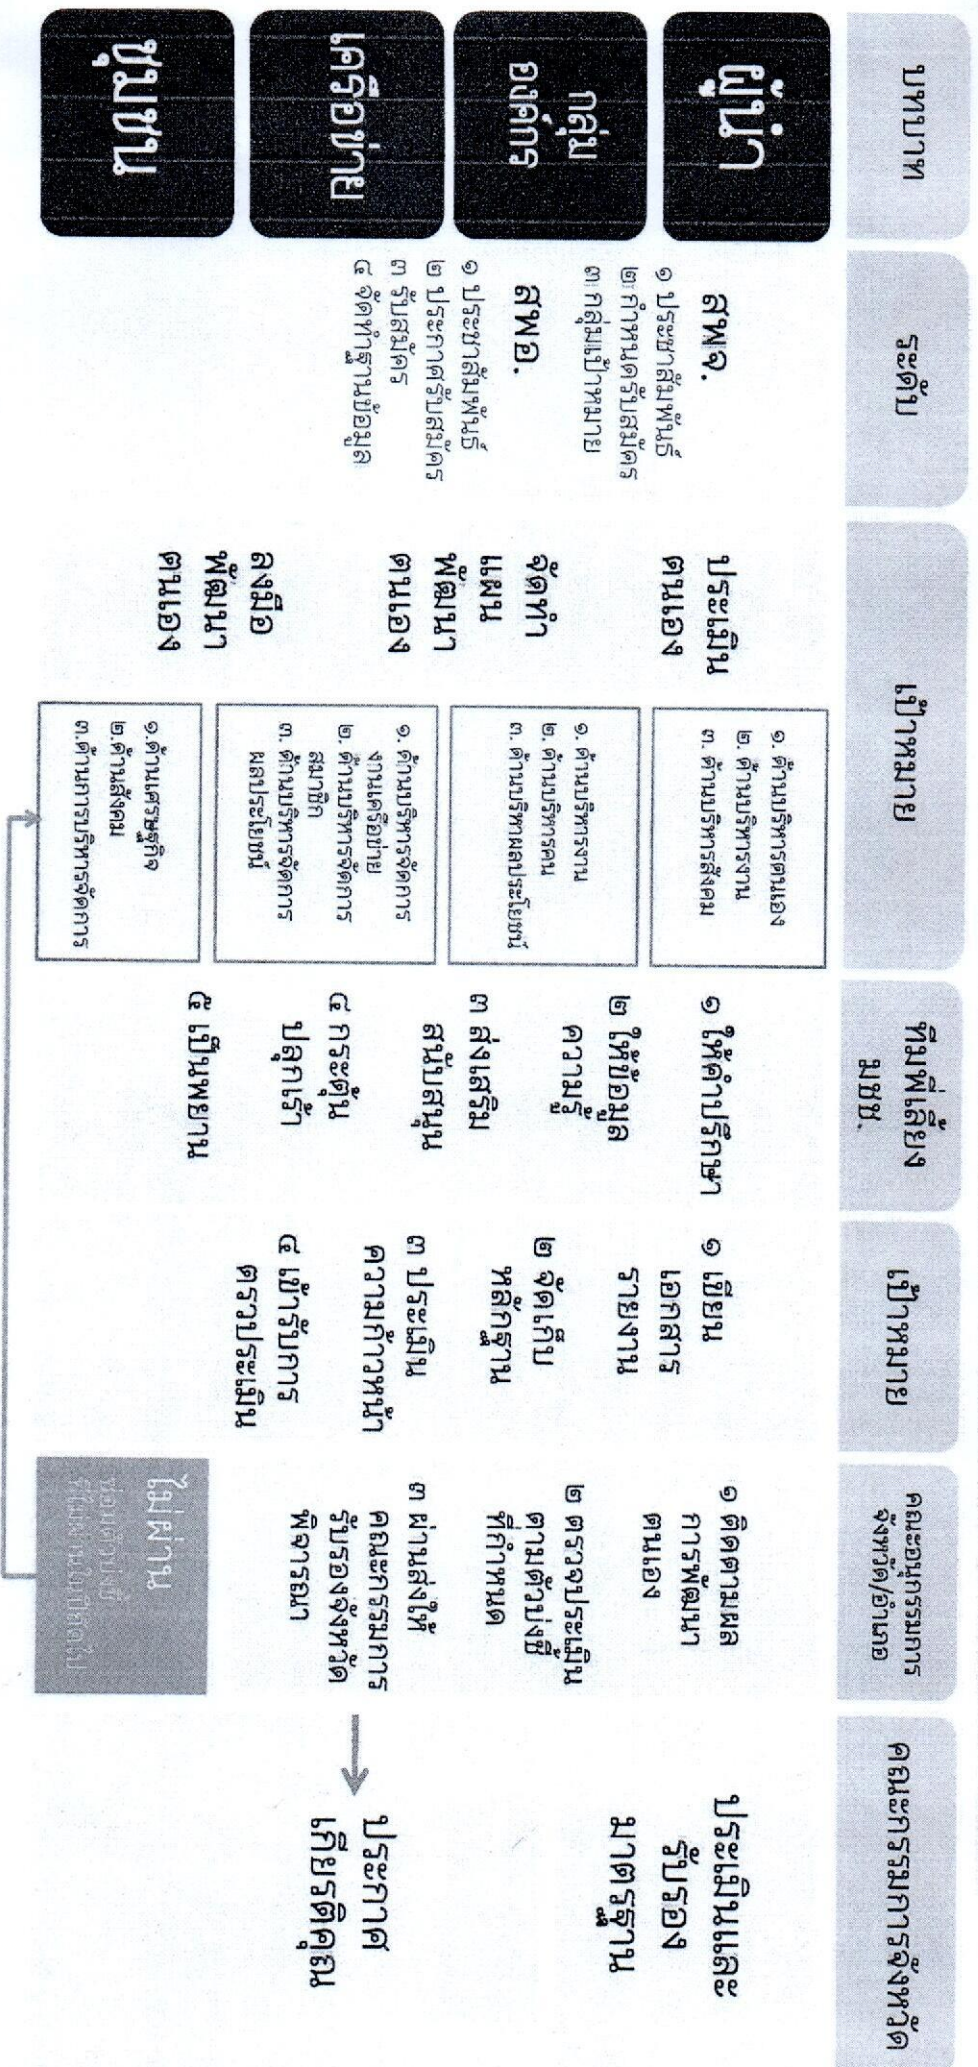 บทบาท
ระดับ
เป้าหมาย
ทีมพี่เลี้ยง
มชช.
เป้าหมาย
คณะอนุกรรมการ
จังหวัด/อำเภอ
คณะกรรมการจังหวัด
ผู้นำ
กลุ่ม
องค์กร
เครือข่าย
ชุมชน
สพจ.
๑ ประชาสัมพันธ์
๒ กำหนดรับสมัคร
๓ กลุ่มเป้าหมาย
สพอ.
๑ ประชาสัมพันธ์
๒ ประกาศรับสมัคร
๓ รับสมัคร
๔ จัดทำฐานข้อมูล
ประเมิน
ตนเอง
จัดทำ
แผน
พัฒนา
ตนเอง
ลงมือ
พัฒนา
ตนเอง
๑. ด้านบริหารตนเอง
๒. ด้านบริหารงาน
๓. ด้านบริหารสังคม
๑. ด้านบริหารงาน
๒. ด้านบริหารคน
๓. ด้านบริหาผลประโยชน์
๑. ด้านบริหารจัดการ
งานเครือข่าย
๒. ด้านบริหารจัดการ
สมาชิก
๓. ด้านบริหารจัดการ
ผลประโยชน์
๑.ด้านเศรษฐกิจ
๒.ด้านสังคม
๓.ด้านการบริหารจัดการ
๑ ให้คำปรึกษา
๒ ให้ข้อมูล
ความรู้
๓ ส่งเสริม
สนับสนุน
๔ กระตุ้น
ปลุกเร้า
๕ เป็นพยาน
๑ เขียน
เอกสาร
รายงาน
๒ จัดเก็บ
หลักฐาน
๓ ประเมิน
ความก้าวหน้า
๔ เข้ารับการ
ตรวจประเมิน
๑ ติดตามผล
การพัฒนา
ตนเอง
๒ ตรวจประเมิน
ตามตัวบ่งชี้
ที่กำหนด
๓ ผ่านส่งให้
คณะกรรมการ
รับรองจังหวัด
พิจารณา
ไม่ผ่าน
ซ่อมตัวบ่งชี้
ที่ไม่ผ่านในปีถัดไป
ประเมินและ
รับรอง
มาตรฐาน
ประกาศ
เกียรติคุณ